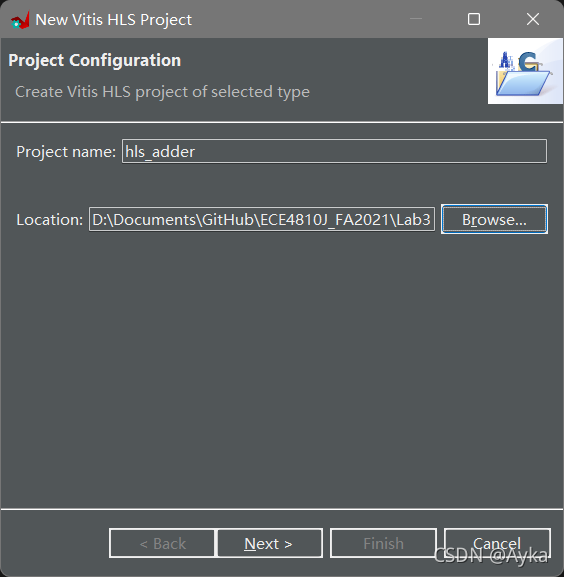 New Vitis HLS Project
Project Configuration
Create Vitis HLS project of selected type
Project name: hls_adder
Location: D:\Documents\GitHub\ECE4810J_FA2021\Lab3 Browse...
< Back Next > Finish Cancel
CSDN @Ayka